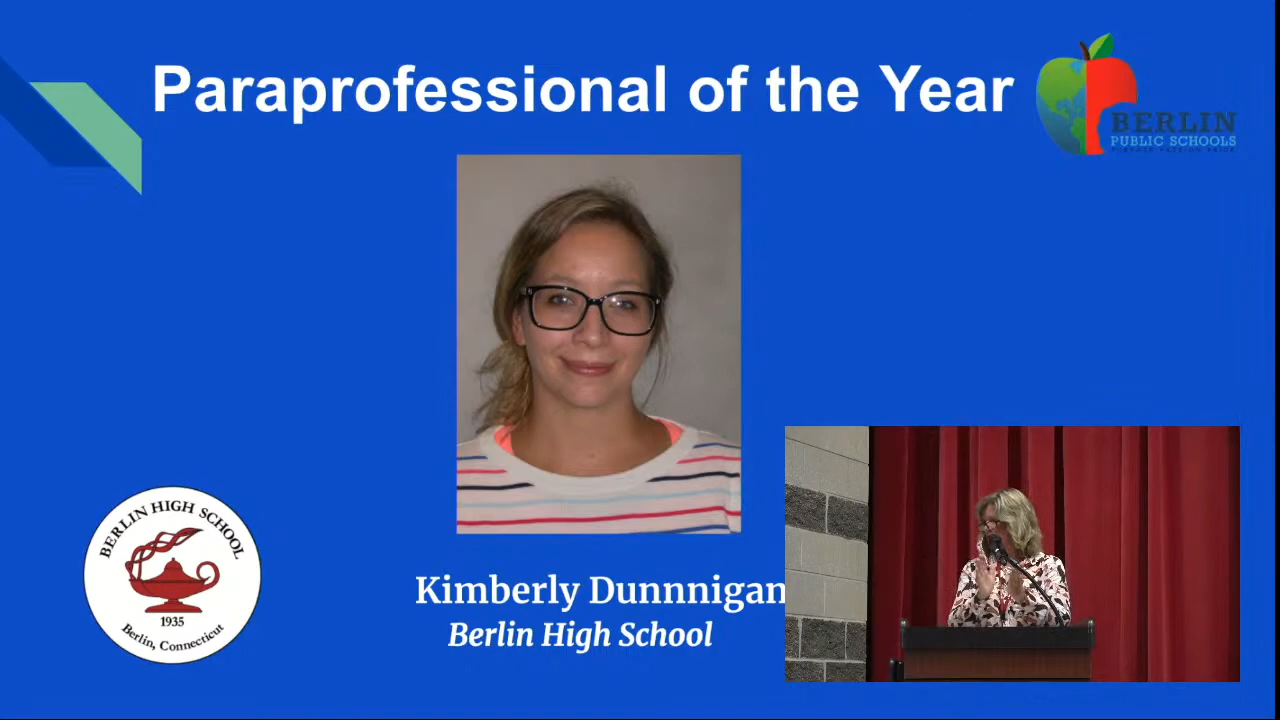 Paraprofessional of the Year
BERLIN
PUBLIC SCHOOLS
BERLIN HIGH SCHOOL
1935
Berlin, Connecticut
Kimberly Dunnnigan
Berlin High School